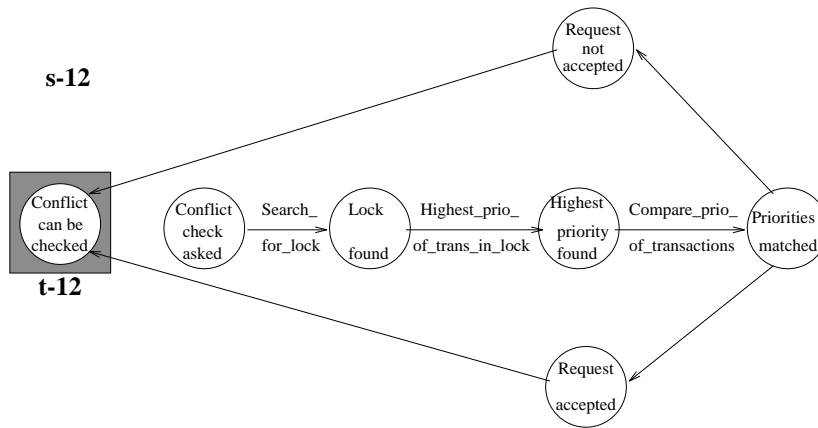 Request
not
accepted
s-12
Conflict
can be
checked
t-12
Conflict
check
asked
Search_
for_lock
Lock
found
Highest_prio_
of_trans_in_lock
Highest
priority
found
Compare_prio_
of_transactions
Priorities
matched
Request
accepted